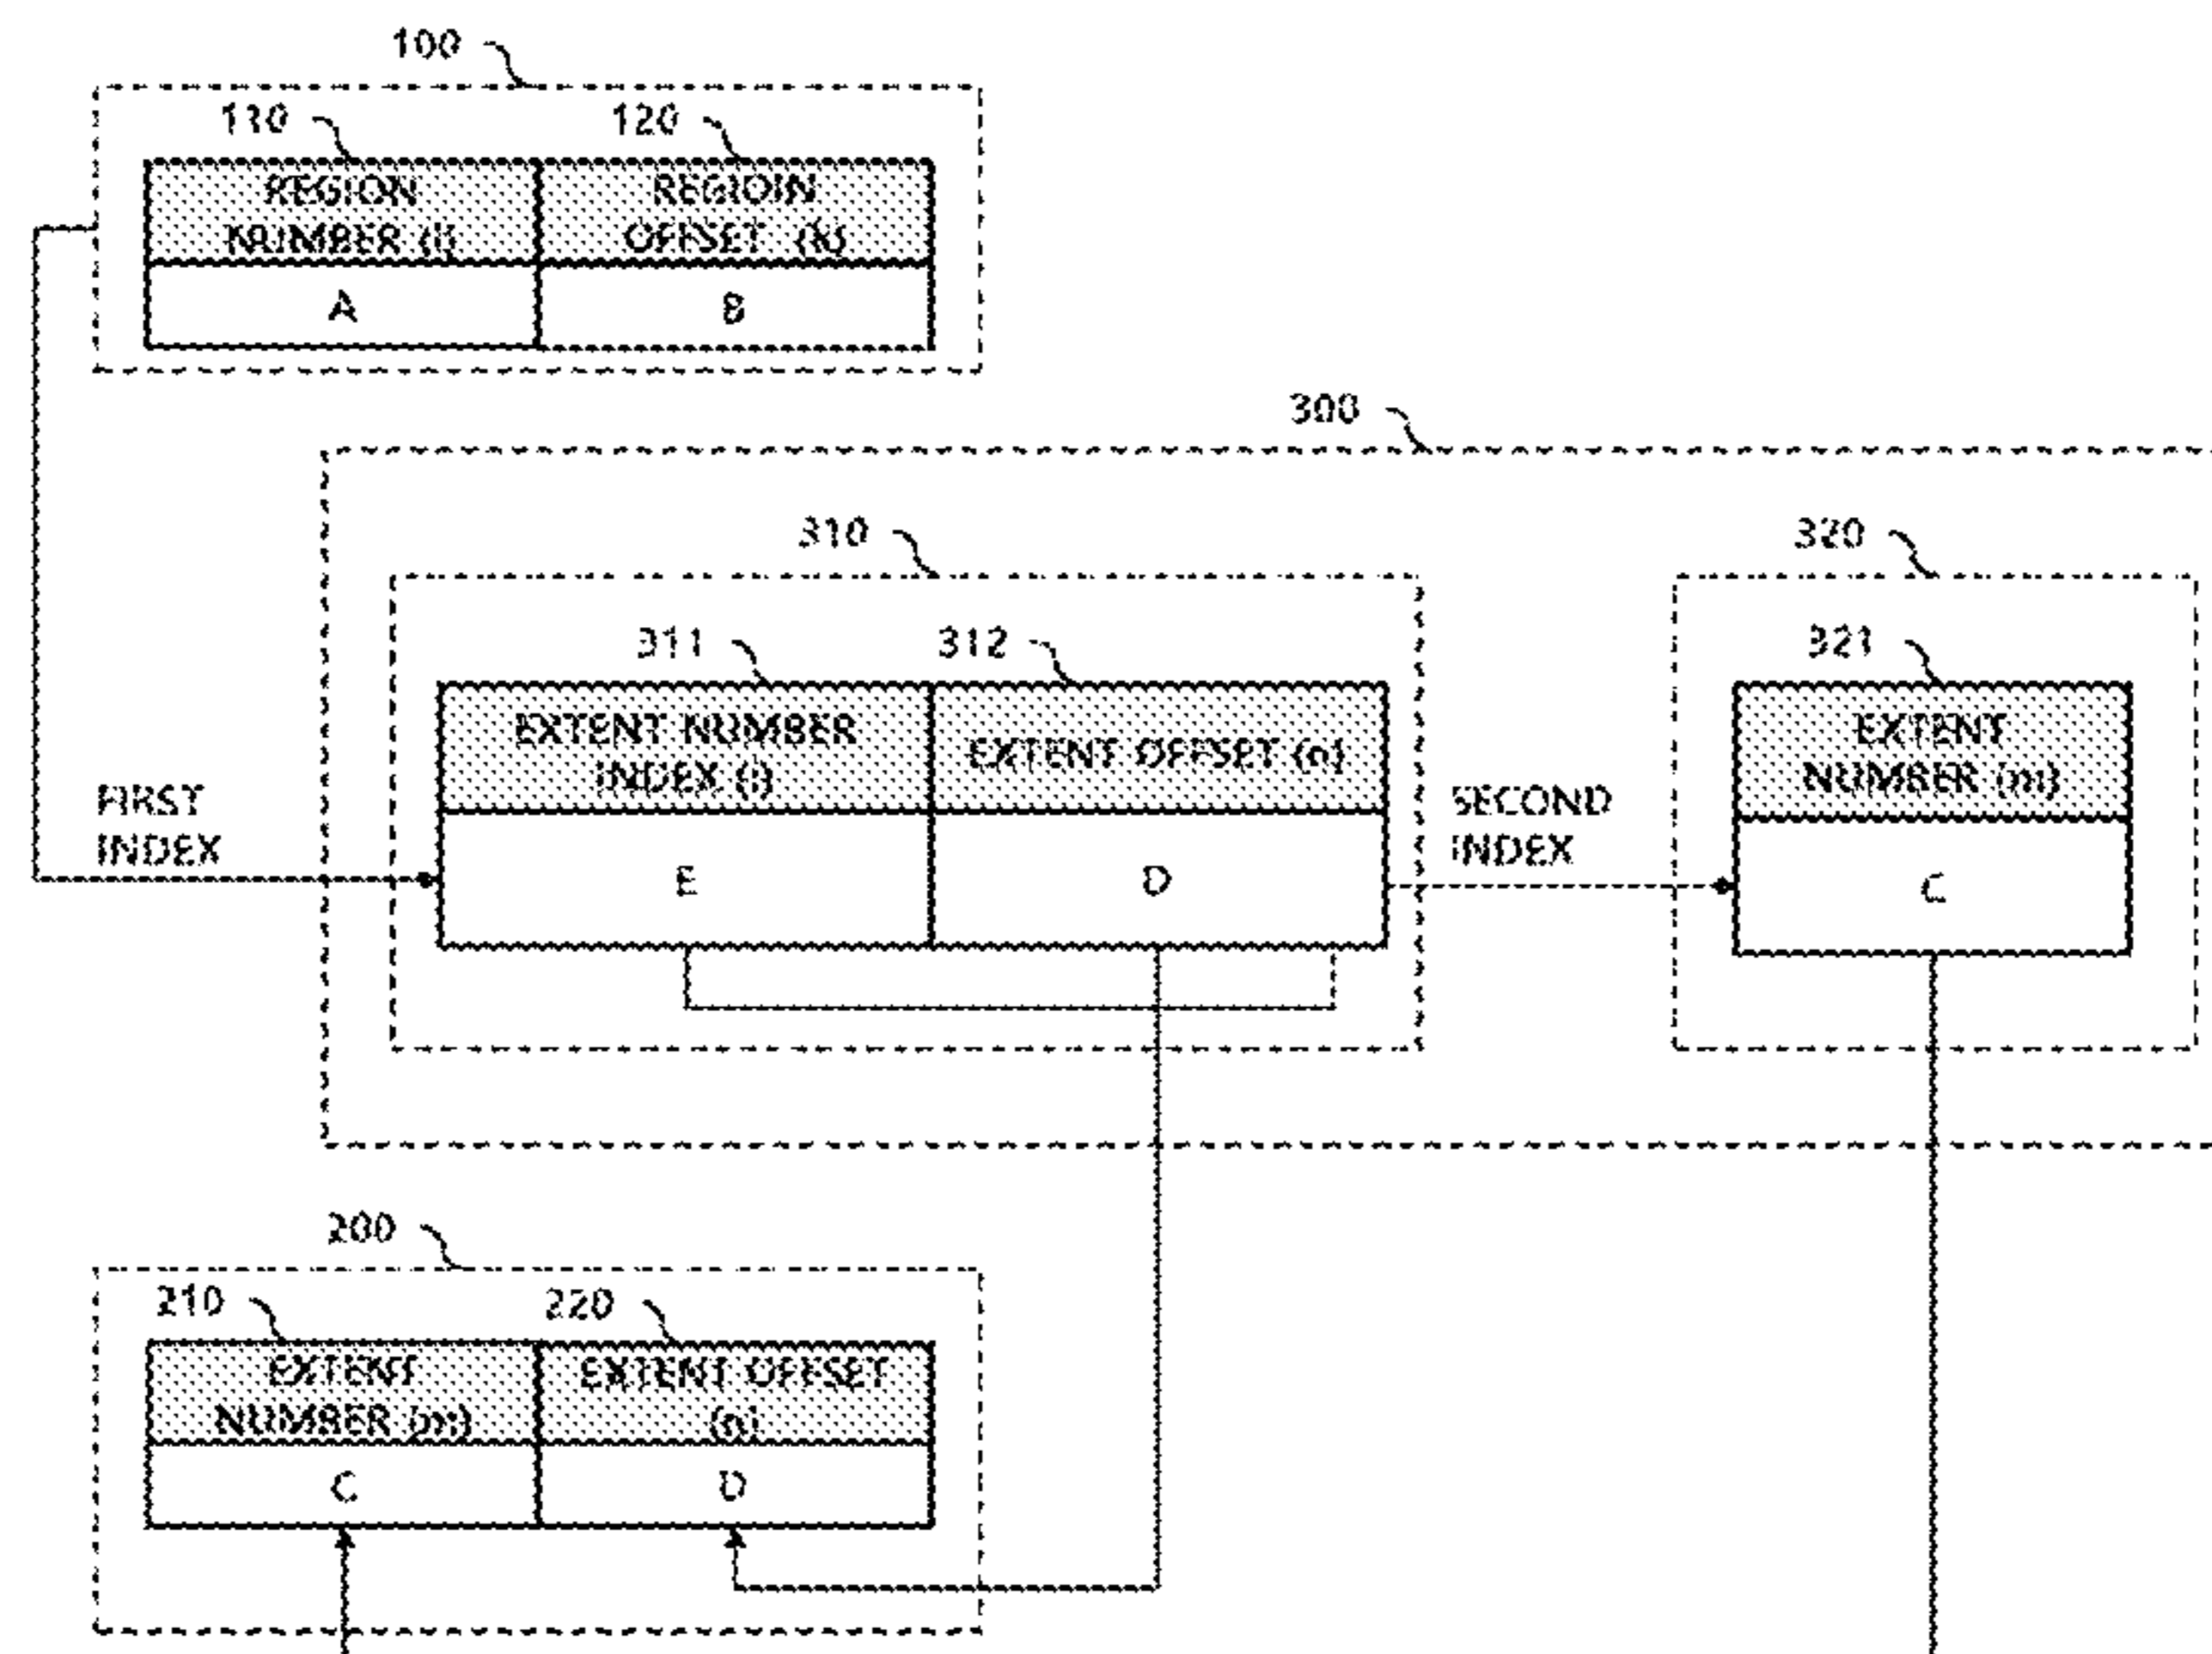 100
110 120
REGION REGIOIN
NUMBER OFFSET (k)
A B
300
310 320
311 312 321
EXTENT NUMBER EXTENT OFFSET (n) EXTENT
INDEX NUMBER (m)
FIRST SECOND
INDEX INDEX
E D C
200
210 220
EXTENT EXTENT OFFSET
NUMBER (m) (n)
C D